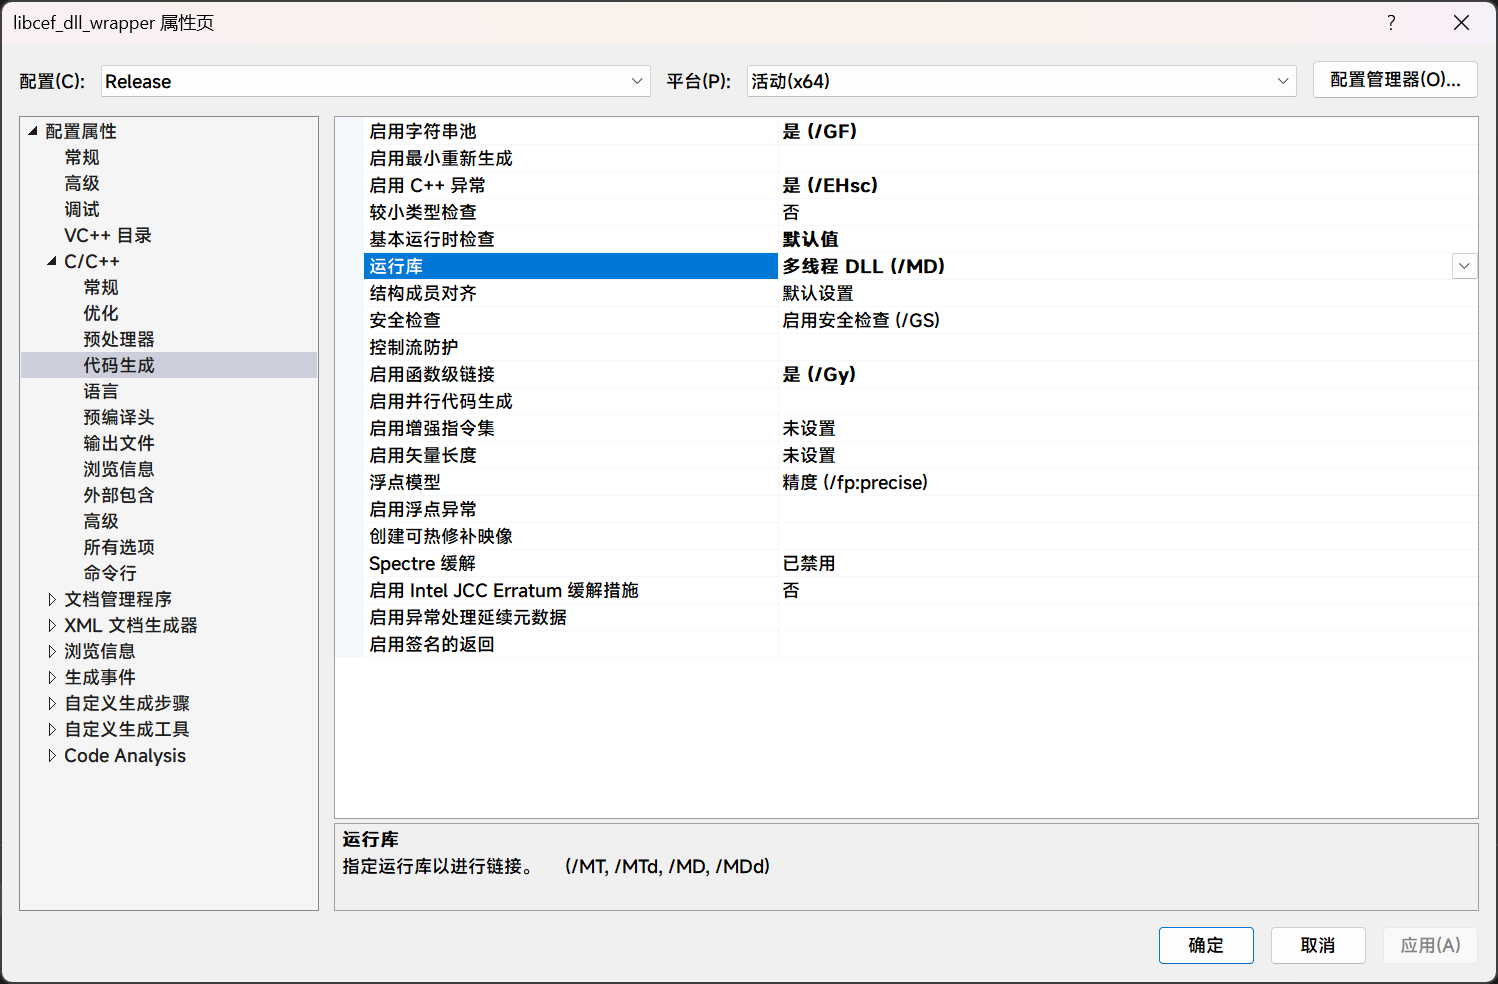 libcef_dll_wrapper 属性页
?
配置(C): Release 平台(P): 活动(x64) 配置管理器(O)...
配置属性
常规
高级
调试
VC++ 目录
C/C++
常规
优化
预处理器
代码生成
语言
预编译头
输出文件
浏览信息
外部包含
高级
所有选项
命令行
文档管理程序
XML 文档生成器
浏览信息
生成事件
自定义生成步骤
自定义生成工具
Code Analysis
启用字符串池 是 (/GF)
启用最小重新生成
启用 C++ 异常 是 (/EHsc)
较小类型检查 否
基本运行时检查 默认值
运行库 多线程 DLL (/MD)
结构成员对齐 默认设置
安全检查 启用安全检查 (/GS)
控制流防护
启用函数级链接 是 (/Gy)
启用并行代码生成
启用增强指令集 未设置
启用矢量长度 未设置
浮点模型 精度 (/fp:precise)
启用浮点异常
创建可热修补映像
Spectre 缓解 已禁用
启用 Intel JCC Erratum 缓解措施 否
启用异常处理延续元数据
启用签名的返回
运行库
指定运行库以进行链接。 (/MT, /MTd, /MD, /MDd)
确定 取消 应用(A)